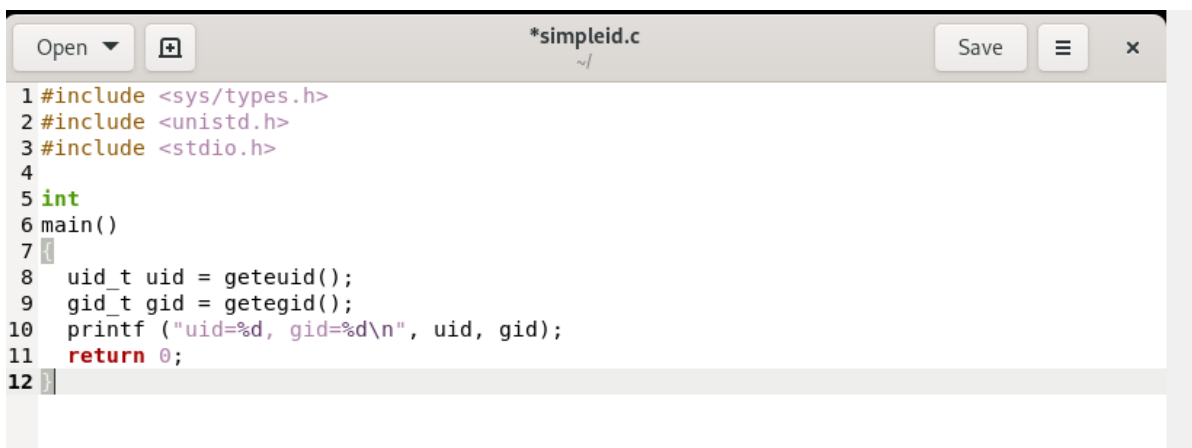 Open
*simpleid.c
~/
Save
1 #include <sys/types.h>
2 #include <unistd.h>
3 #include <stdio.h>
4
5 int
6 main()
7 {
8   uid_t uid = geteuid();
9   gid_t gid = getegid();
10   printf ("uid=%d, gid=%d\n", uid, gid);
11   return 0;
12 }